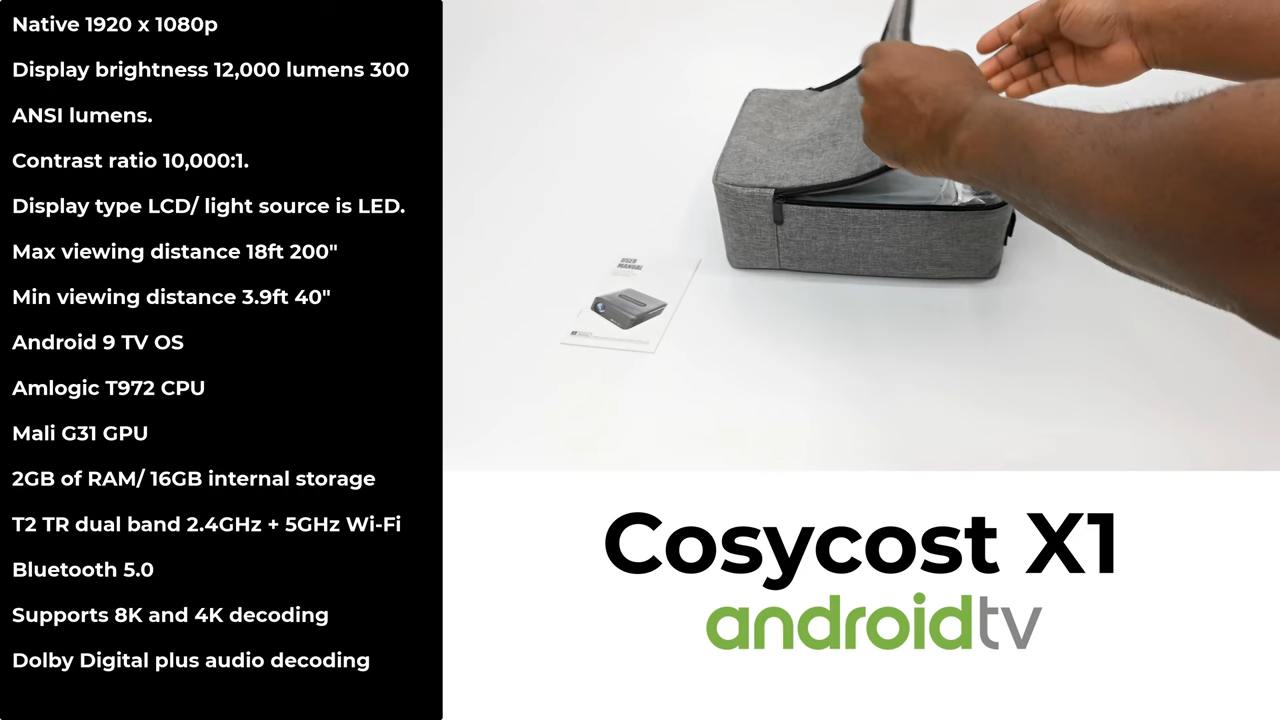 Native 1920 x 1080p
Display brightness 12,000 lumens 300
ANSI lumens.
Contrast ratio 10,000:1.
Display type LCD/ light source is LED.
Max viewing distance 18ft 200"
Min viewing distance 3.9ft 40"
Android 9 TV OS
Amlogic T972 CPU
Mali G31 GPU
2GB of RAM/ 16GB internal storage
T2 TR dual band 2.4GHz + 5GHz Wi-Fi
Bluetooth 5.0
Supports 8K and 4K decoding
Dolby Digital plus audio decoding
USER
MANUAL
Cosycost X1
androidtv